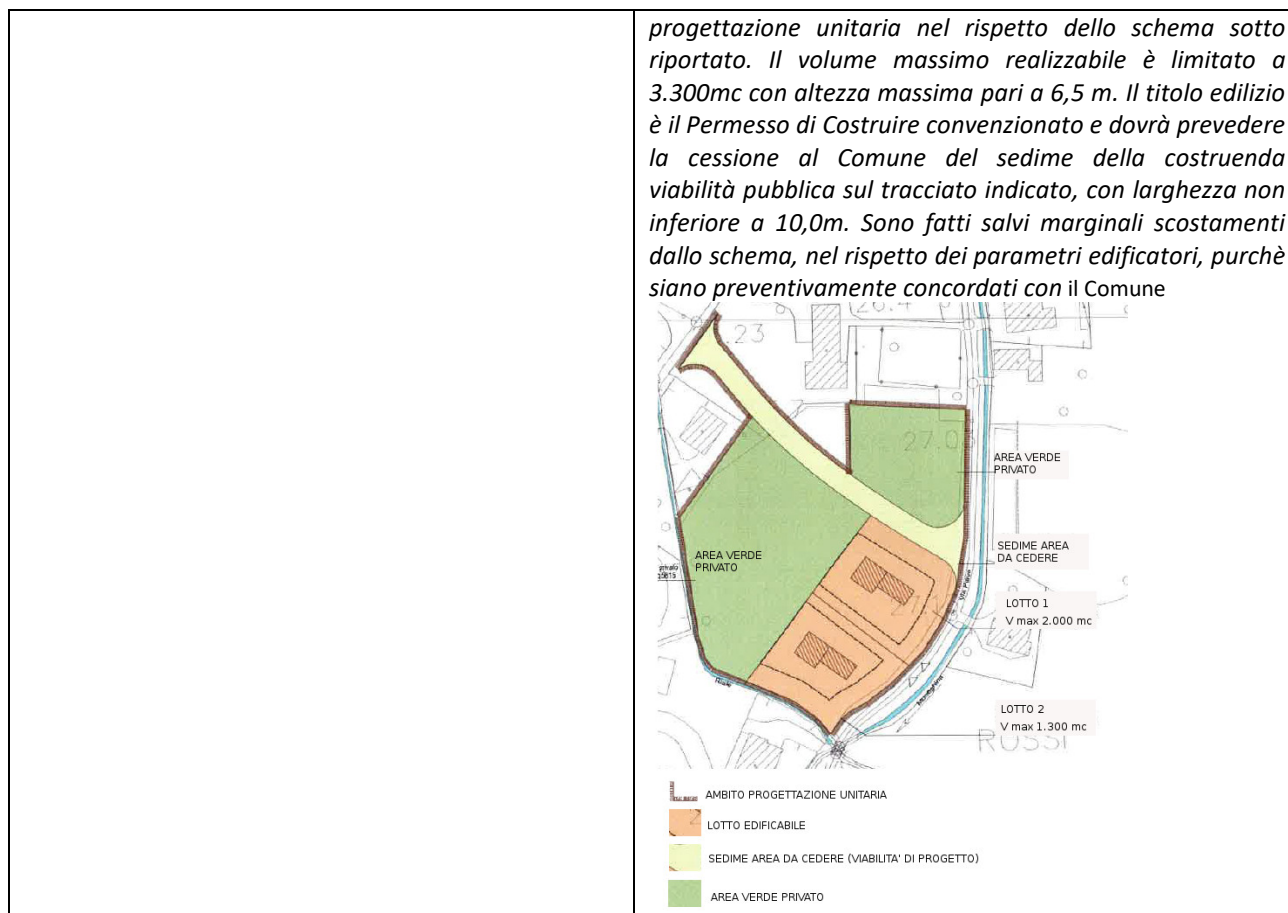 progettazione unitaria nel rispetto dello schema sotto
riportato. Il volume massimo realizzabile è limitato a
3.300mc con altezza massima pari a 6,5 m. Il titolo edilizio
è il Permesso di Costruire convenzionato e dovrà prevedere
la cessione al Comune del sedime della costruenda
viabilità pubblica sul tracciato indicato, con larghezza non
inferiore a 10,0m. Sono fatti salvi marginali scostamenti
dallo schema, nel rispetto dei parametri edificatori, purchè
siano preventivamente concordati con il Comune
26.4
.23
27.0
AREA VERDE
PRIVATO
SEDIME AREA
DA CEDERE
AREA VERDE
PRIVATO
LOTTO 1
V max 2.000 mc
LOTTO 2
V max 1.300 mc
ROSSI
AMBITO PROGETTAZIONE UNITARIA
LOTTO EDIFICABILE
SEDIME AREA DA CEDERE (VIABILITA' DI PROGETTO)
AREA VERDE PRIVATO